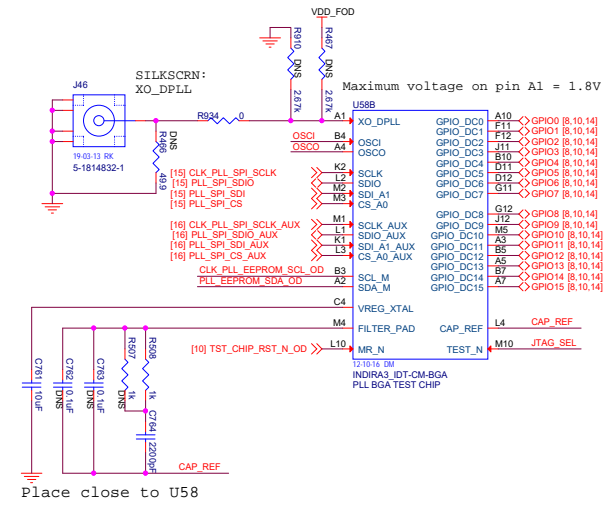 VDD_FOD
R910
DNS
2.67k
R467
DNS
2.67k
J46
SILKSCRN:
XO_DPLL
Maximum voltage on pin A1 = 1.8V
U58B
R934 0
19-03-13 RK
5-1814832-1
DNS
R466
49.9
A1 XO_DPLL
OSCI B4 OSCI
OSCO A4 OSCO
[15] CLK_PLL_SPI_SCLK K2 SCLK
[15] PLL_SPI_SDIO L2 SDIO
[15] PLL_SPI_SDI M2 SDI_A1
[15] PLL_SPI_CS M3 CS_A0
[16] CLK_PLL_SPI_SCLK_AUX M1 SCLK_AUX
[16] PLL_SPI_SDIO_AUX L1 SDIO_AUX
[16] PLL_SPI_SDI_AUX K1 SDI_A1_AUX
[16] PLL_SPI_CS_AUX L3 CS_A0_AUX
CLK_PLL_EEPROM_SCL_OD B3 SCL_M
PLL_EEPROM_SDA_OD A2 SDA_M
C4 VREG_XTAL
M4 FILTER_PAD
[10] TST_CHIP_RST_N_OD L10 MR_N
GPIO_DC0 A10 GPIO0 [8,10,14]
GPIO_DC1 F11 GPIO1 [8,10,14]
GPIO_DC2 F12 GPIO2 [8,10,14]
GPIO_DC3 J11 GPIO3 [8,10,14]
GPIO_DC4 B10 GPIO4 [8,10,14]
GPIO_DC5 D11 GPIO5 [8,10,14]
GPIO_DC6 D12 GPIO6 [8,10,14]
GPIO_DC7 G11 GPIO7 [8,10,14]
GPIO_DC8 G12 GPIO8 [8,10,14]
GPIO_DC9 J12 GPIO9 [8,10,14]
GPIO_DC10 M5 GPIO10 [8,10,14]
GPIO_DC11 A3 GPIO11 [8,10,14]
GPIO_DC12 B5 GPIO12 [8,10,14]
GPIO_DC13 A5 GPIO13 [8,10,14]
GPIO_DC14 B7 GPIO14 [8,10,14]
GPIO_DC15 A7 GPIO15 [8,10,14]
CAP_REF L4 CAP_REF
TEST_N M10 JTAG_SEL
12-10-16 DM
INDIRA3_IDT-CM-BGA
PLL BGA TEST CHIP
C761
10uF
C762
0.1uF
DNS
C763
0.1uF
DNS
R507
1k
R508
1k
C764
2200pF
CAP_REF
Place close to U58